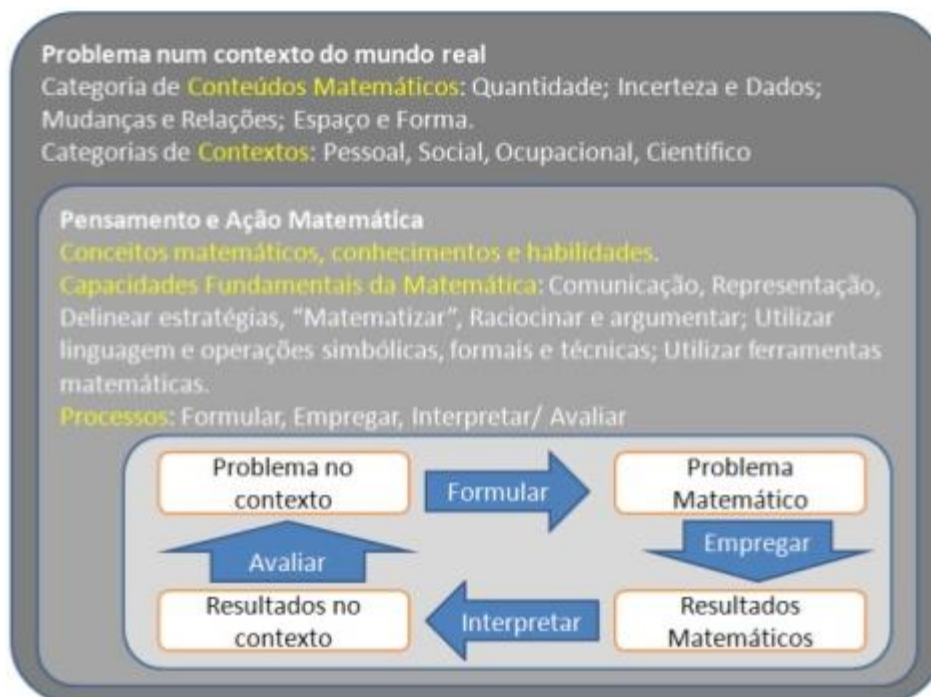 Problema num contexto do mundo real
Categoria de Conteúdos Matemáticos: Quantidade; Incerteza e Dados;
Mudanças e Relações; Espaço e Forma.
Categorias de Contextos: Pessoal, Social, Ocupacional, Científico
Pensamento e Ação Matemática
Conceitos matemáticos, conhecimentos e habilidades.
Capacidades Fundamentais da Matemática: Comunicação, Representação,
Delinear estratégias, “Matematizar”, Raciocinar e argumentar; Utilizar
linguagem e operações simbólicas, formais e técnicas; Utilizar ferramentas
matemáticas.
Processos: Formular, Empregar, Interpretar/ Avaliar
Problema no
contexto
Formular
Problema
Matemático
Empregar
Avaliar
Resultados no
contexto
Interpretar
Resultados
Matemáticos